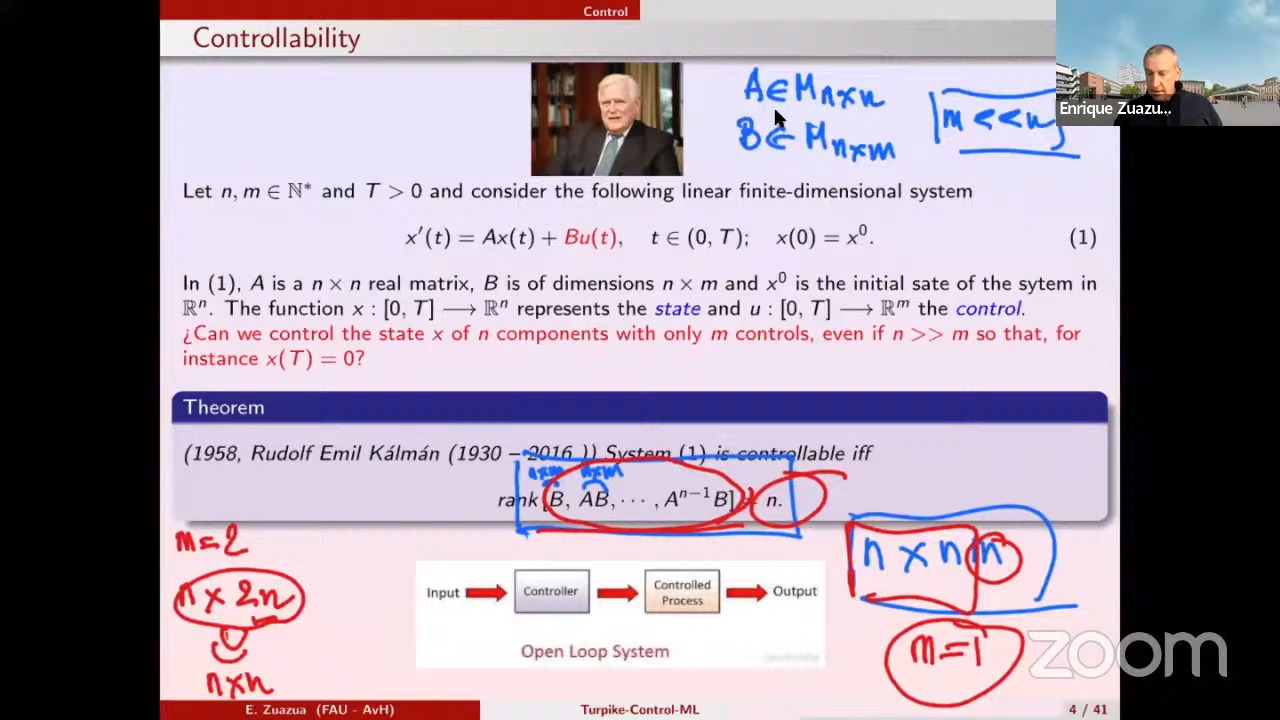 Control
Controllability
A ∈ M n×n
B ∈ M n×m
m << n
Enrique Zuazu...
Let n, m ∈ ℕ* and T > 0 and consider the following linear finite-dimensional system
x′(t) = Ax(t) + Bu(t), t ∈ (0, T); x(0) = x⁰. (1)
In (1), A is a n × n real matrix, B is of dimensions n × m and x⁰ is the initial sate of the sytem in
ℝⁿ. The function x : [0, T] ⟶ ℝⁿ represents the state and u : [0, T] ⟶ ℝᵐ the control.
¿Can we control the state x of n components with only m controls, even if n >> m so that, for
instance x(T) = 0?
Theorem
(1958, Rudolf Emil Kálmán (1930 – 2016 )) System (1) is controllable iff
n×m n×m
rank [B, AB, ⋯ , Aⁿ⁻¹B] = n.
m=2
n × 2n
n×n
n × n m
m=1
Input
Controller
Controlled
Process
Output
Open Loop System
zoom
E. Zuazua (FAU - AvH)
Turpike-Control-ML
4 / 41